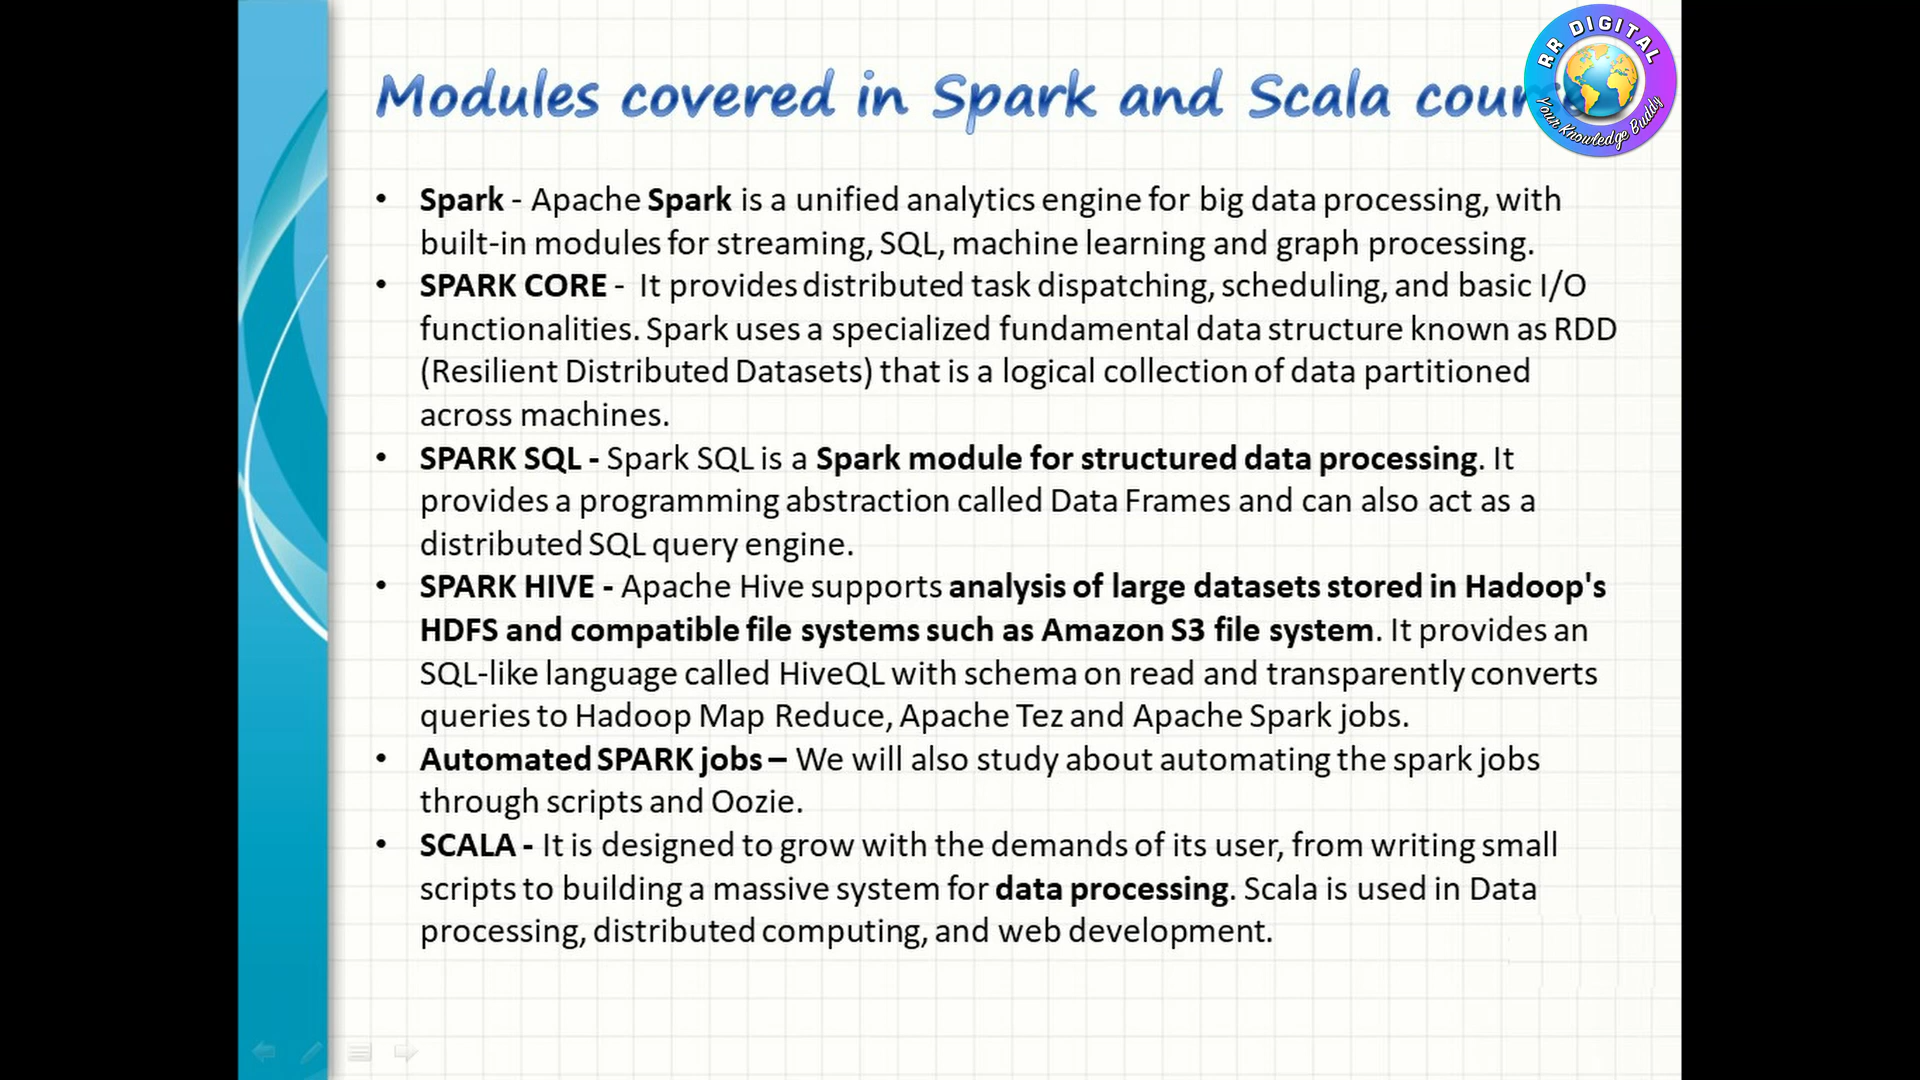 Modules covered in Spark and Scala
RR DIGITAL
Your Knowledge Buddy
• Spark - Apache Spark is a unified analytics engine for big data processing, with
built-in modules for streaming, SQL, machine learning and graph processing.
• SPARK CORE - It provides distributed task dispatching, scheduling, and basic I/O
functionalities. Spark uses a specialized fundamental data structure known as RDD
(Resilient Distributed Datasets) that is a logical collection of data partitioned
across machines.
• SPARK SQL - Spark SQL is a Spark module for structured data processing. It
provides a programming abstraction called Data Frames and can also act as a
distributed SQL query engine.
• SPARK HIVE - Apache Hive supports analysis of large datasets stored in Hadoop's
HDFS and compatible file systems such as Amazon S3 file system. It provides an
SQL-like language called HiveQL with schema on read and transparently converts
queries to Hadoop Map Reduce, Apache Tez and Apache Spark jobs.
• Automated SPARK jobs – We will also study about automating the spark jobs
through scripts and Oozie.
• SCALA - It is designed to grow with the demands of its user, from writing small
scripts to building a massive system for data processing. Scala is used in Data
processing, distributed computing, and web development.